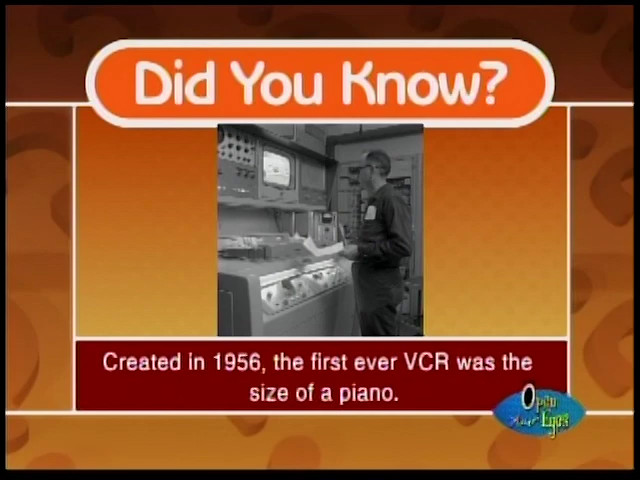 Did You Know?
Created in 1956, the first ever VCR was the
size of a piano.
Open
Your Eyes